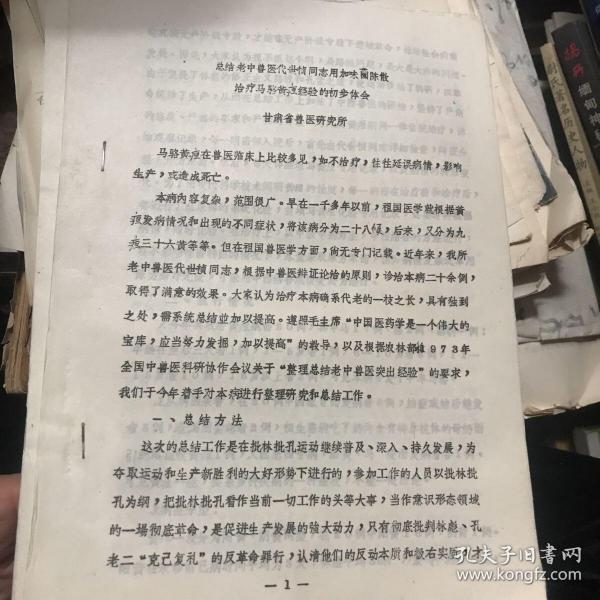 总结老中兽医代世桢同志用加味茵陈散
治疗马骆黄疸经验的初步体会
甘肃省兽医研究所
马骆黄疸在兽医临床上比较多见，如不治疗，往往延误病情，影响
生产，或造成死亡。
本病内容复杂，范围很广。早在一千多年以前，祖国医学就根据黄
疸发病情况和出现的不同症状，将该病分为二十八候，后来，又分为九
疸三十六黄等等。但在祖国兽医学方面，尚无专门记载。近年来，我所
老中兽医代世桢同志，根据中兽医辩证论治的原则，诊治本病二十余例，
取得了满意的效果。大家认为治疗本病确系代老的一枝之长，具有独到
之处，需系统总结並加以提高。遵照毛主席“中国医药学是一个伟大的
宝库，应当努力发掘，加以提高”的教导，以及根据农林部1973年
全国中兽医科研协作会议关于“整理总结老中兽医突出经验”的要求，
我们于今年着手对本病进行整理研究和总结工作。
一、总结方法
这次的总结工作是在批林批孔运动继续普及、深入、持久发展，为
夺取运动和生产新胜利的大好形势下进行的，参加工作的人员以批林批
孔为纲，把批林批孔看作当前一切工作的头等大事，当作意识形态领域
的一場彻底革命，是促进生产发展的強大动力，只有彻底批判林彪、孔
老二“克己复礼”的反革命罪行，认清他们的反动本质和极右实质，才
— 1 —
孔夫子旧书网
www.kongfz.com
缅甸
尉氏著名历史人物